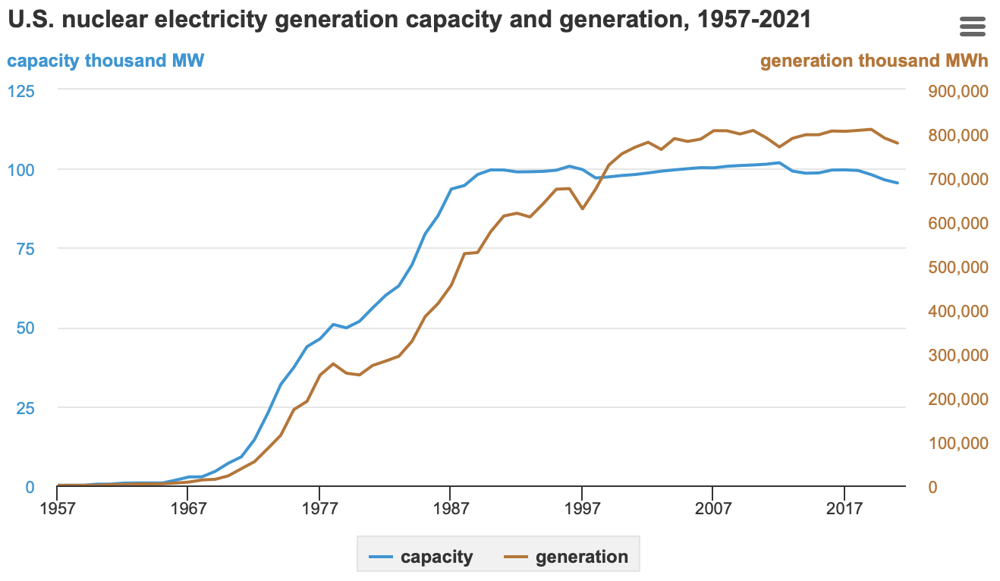 U.S. nuclear electricity generation capacity and generation, 1957-2021
capacity thousand MW generation thousand MWh
125 900,000
800,000
100 700,000
600,000
75 500,000
400,000
50 300,000
200,000
25 100,000
0 0
1957 1967 1977 1987 1997 2007 2017
capacity generation